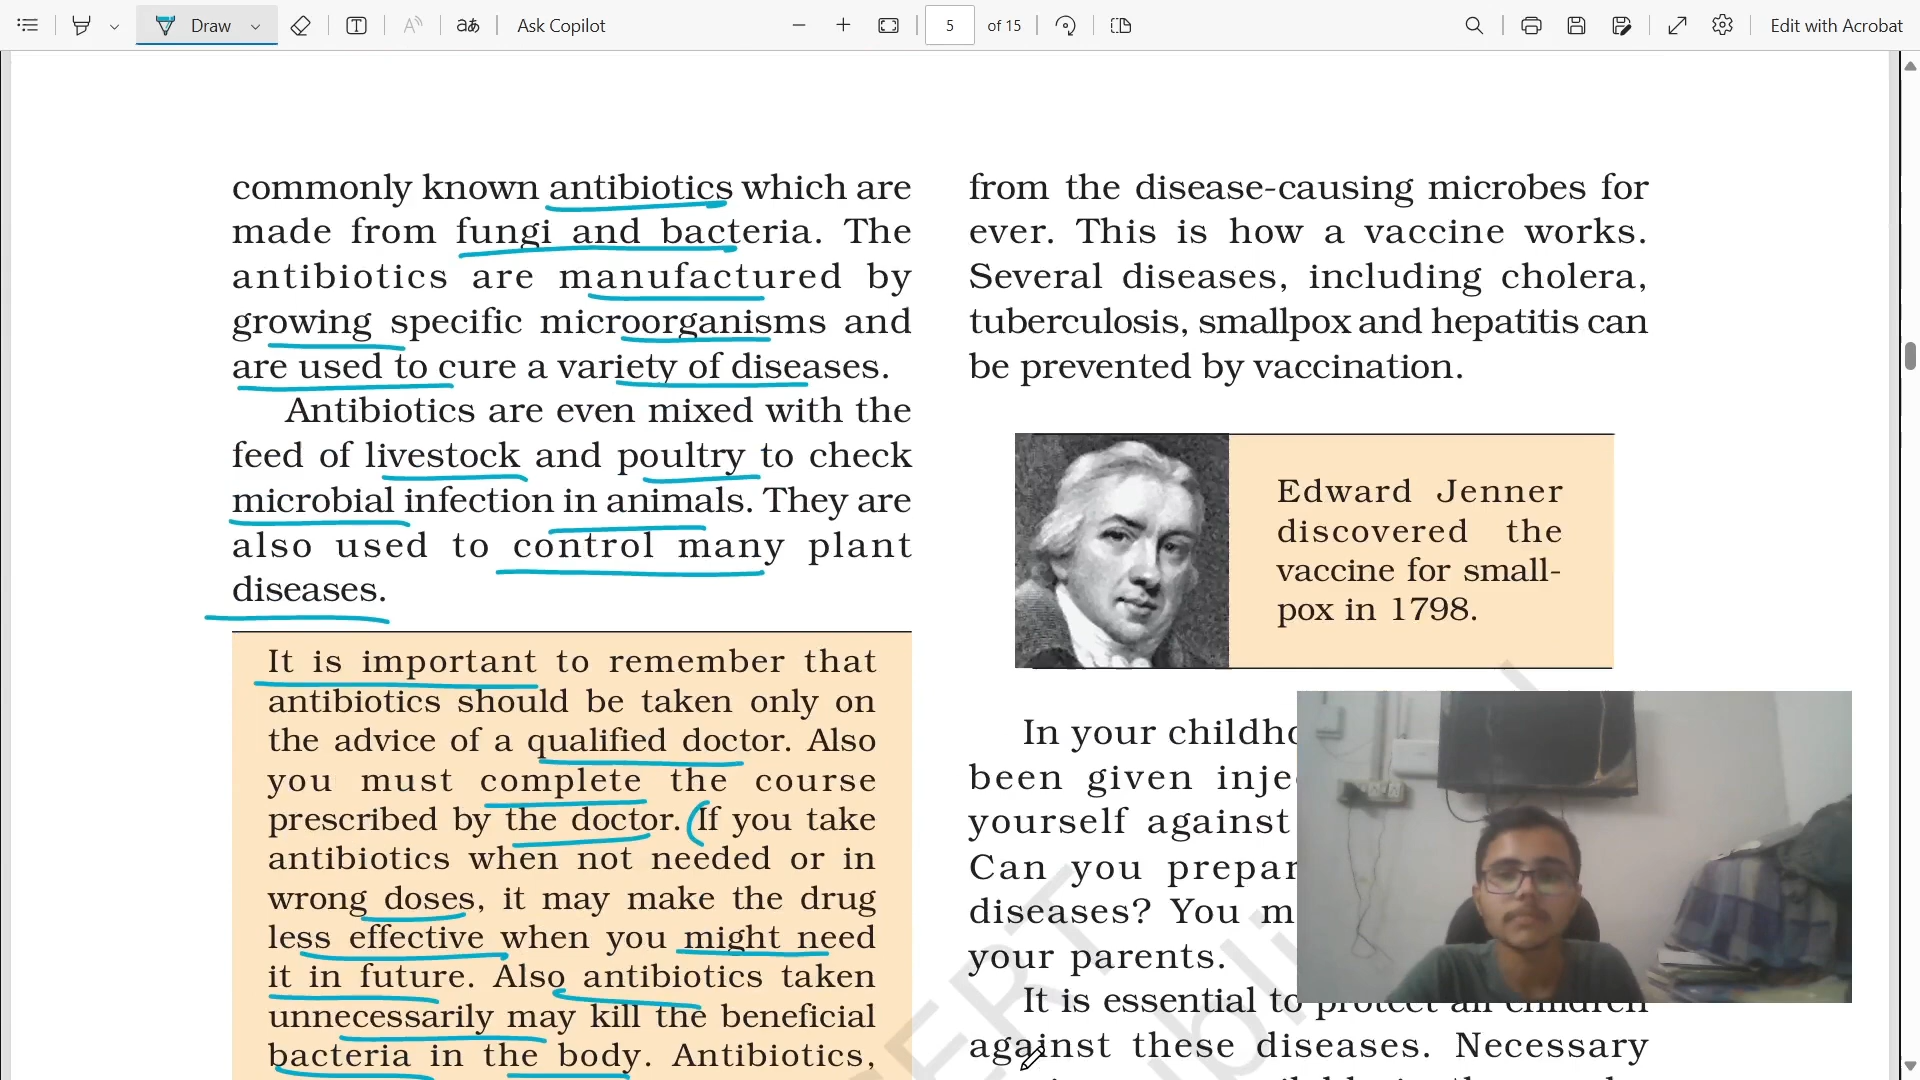 Draw
Ask Copilot
5 of 15
Edit with Acrobat
commonly known antibiotics which are
made from fungi and bacteria. The
antibiotics are manufactured by
growing specific microorganisms and
are used to cure a variety of diseases.
Antibiotics are even mixed with the
feed of livestock and poultry to check
microbial infection in animals. They are
also used to control many plant
diseases.
It is important to remember that
antibiotics should be taken only on
the advice of a qualified doctor. Also
you must complete the course
prescribed by the doctor. (If you take
antibiotics when not needed or in
wrong doses, it may make the drug
less effective when you might need
it in future. Also antibiotics taken
unnecessarily may kill the beneficial
bacteria in the body. Antibiotics,
from the disease-causing microbes for
ever. This is how a vaccine works.
Several diseases, including cholera,
tuberculosis, smallpox and hepatitis can
be prevented by vaccination.
Edward Jenner
discovered the
vaccine for small-
pox in 1798.
In your
been given
yourself against
Can you
diseases? You
your parents.
It is essential to protect all children
against these diseases. Necessary